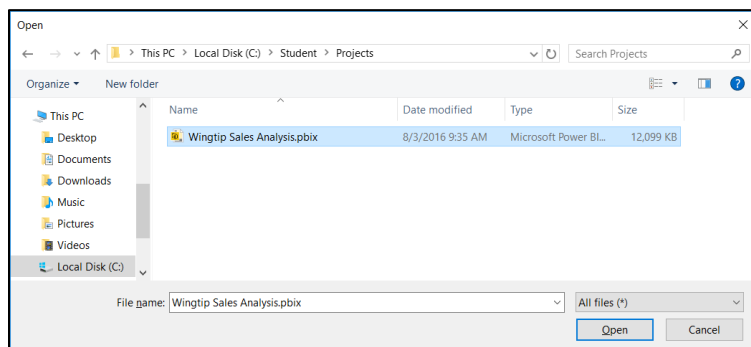 Open
This PC > Local Disk (C:) > Student > Projects
Search Projects
Organize
New folder
Name
Date modified
Type
Size
This PC
Desktop
Documents
Downloads
Music
Pictures
Videos
Local Disk (C:)
Wingtip Sales Analysis.pbix
8/3/2016 9:35 AM
Microsoft Power BI...
12,099 KB
File name:
Wingtip Sales Analysis.pbix
All files (*)
Open
Cancel